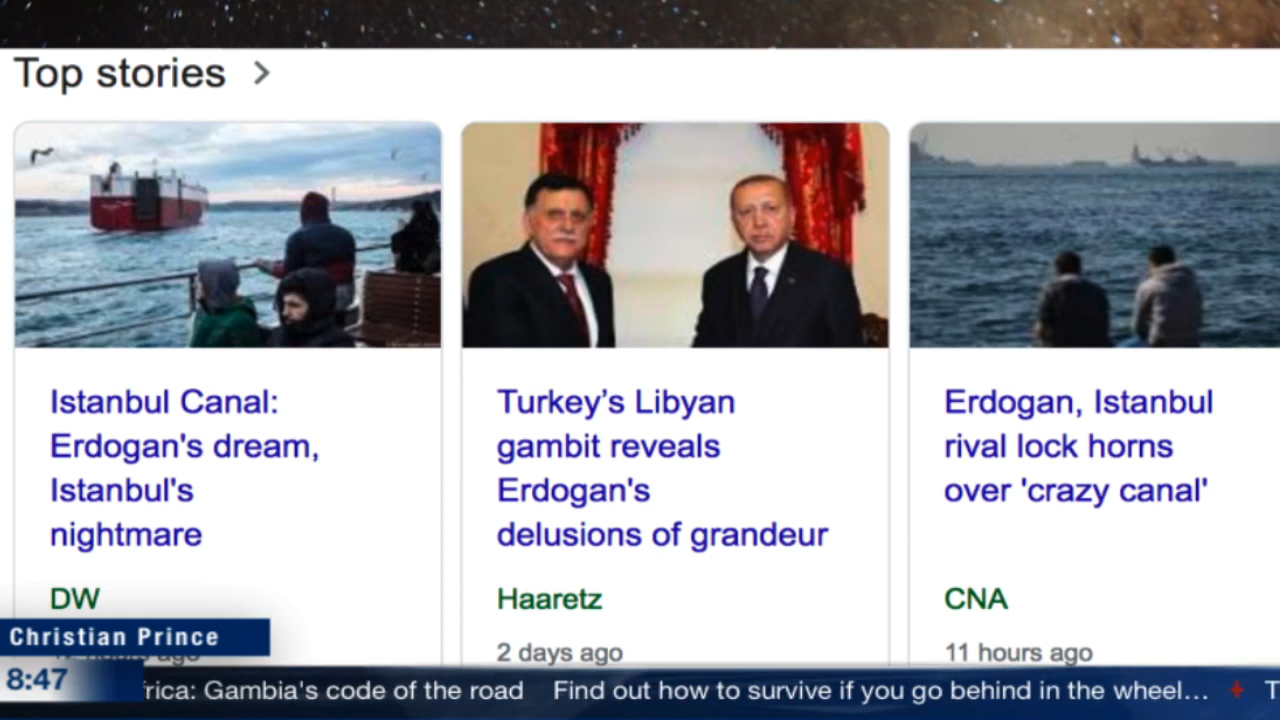 Top stories >
Istanbul Canal:
Erdogan's dream,
Istanbul's
nightmare
DW
Turkey’s Libyan
gambit reveals
Erdogan's
delusions of grandeur
Haaretz
2 days ago
Erdogan, Istanbul
rival lock horns
over 'crazy canal'
CNA
11 hours ago
Christian Prince
8:47
rica: Gambia's code of the road Find out how to survive if you go behind in the wheel... T